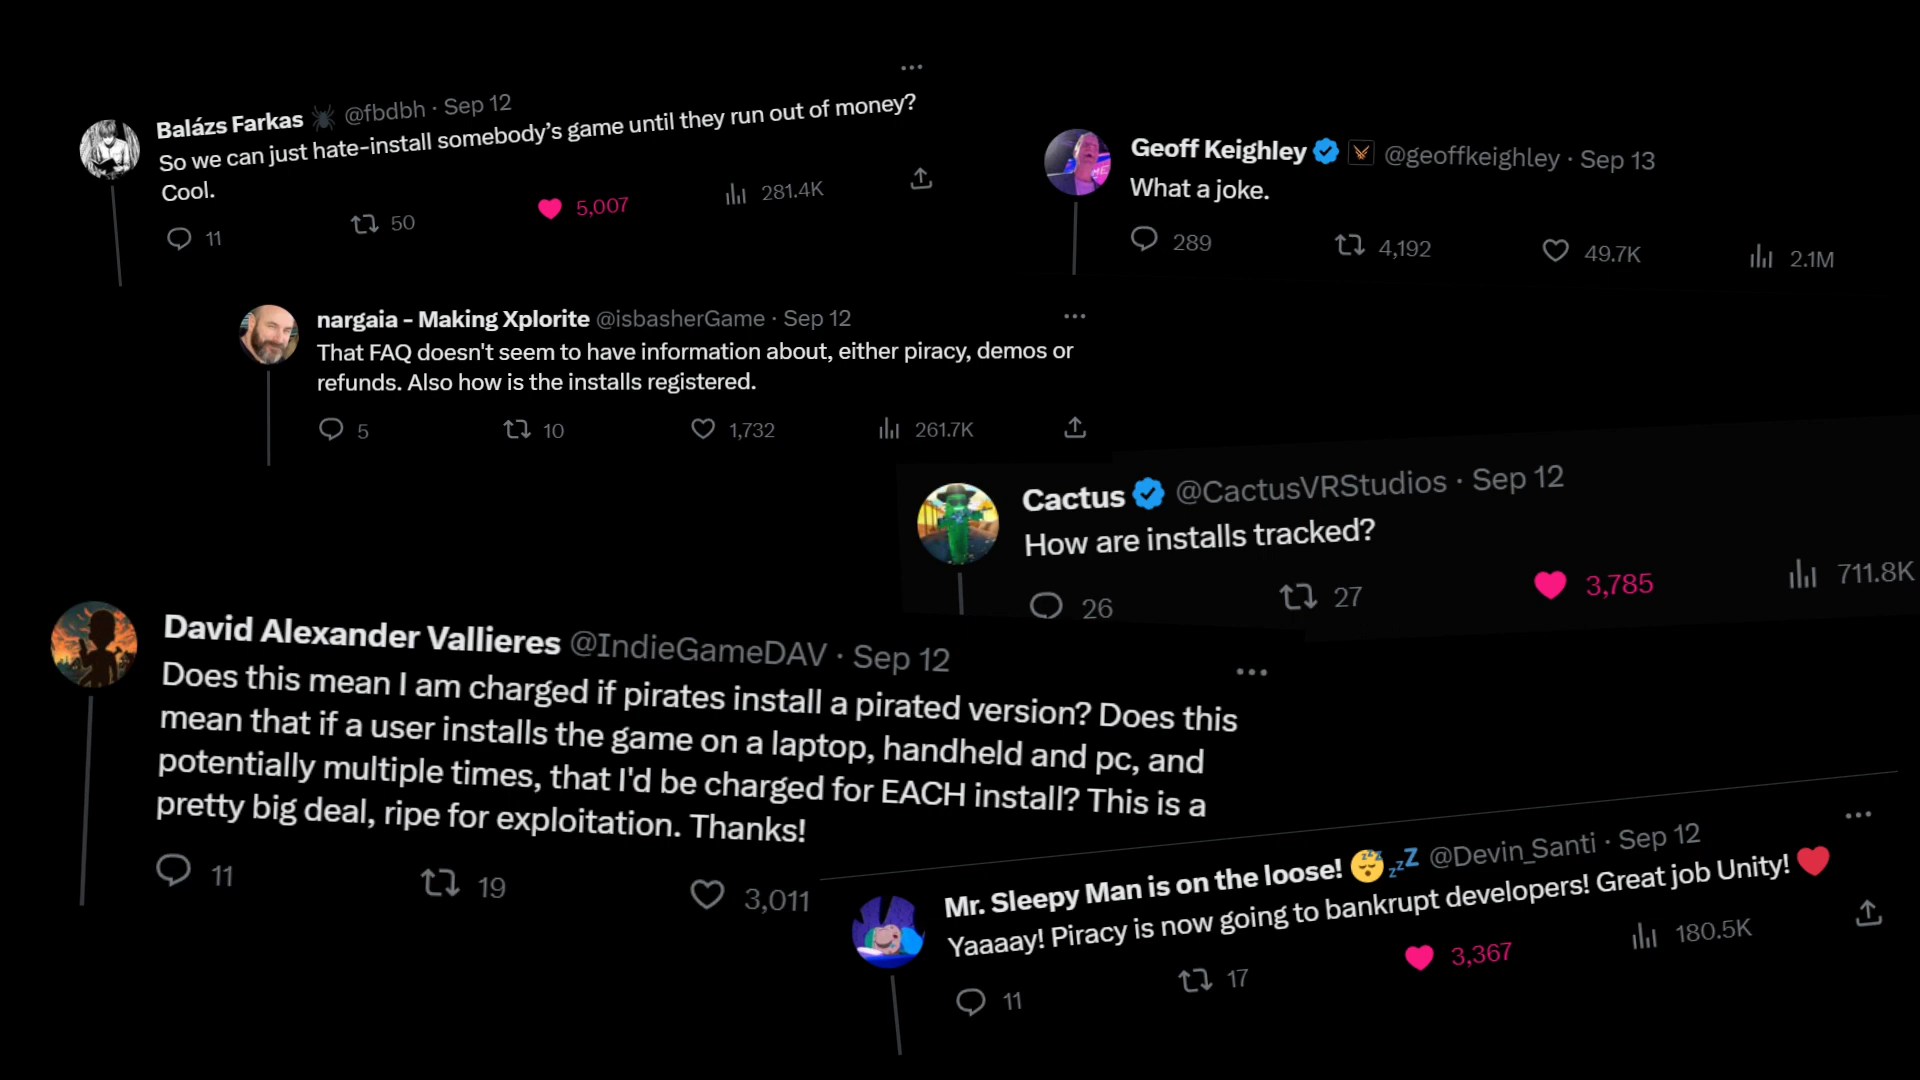 Balázs Farkas 🕷️ @fbdbh · Sep 12
So we can just hate-install somebody's game until they run out of money?
Cool.
11 50 5,007 281.4K
Geoff Keighley @geoffkeighley · Sep 13
What a joke.
289 4,192 49.7K 2.1M
nargaia - Making Xplorite @isbasherGame · Sep 12
That FAQ doesn't seem to have information about, either piracy, demos or
refunds. Also how is the installs registered.
5 10 1,732 261.7K
Cactus @CactusVRStudios · Sep 12
How are installs tracked?
26 27 3,785 711.8K
David Alexander Vallieres @IndieGameDAV · Sep 12
Does this mean I am charged if pirates install a pirated version? Does this
mean that if a user installs the game on a laptop, handheld and pc, and
potentially multiple times, that I'd be charged for EACH install? This is a
pretty big deal, ripe for exploitation. Thanks!
11 19 3,011
Mr. Sleepy Man is on the loose! 😴💤 @Devin_Santi · Sep 12
Yaaaay! Piracy is now going to bankrupt developers! Great job Unity! ❤️
11 17 3,367 180.5K